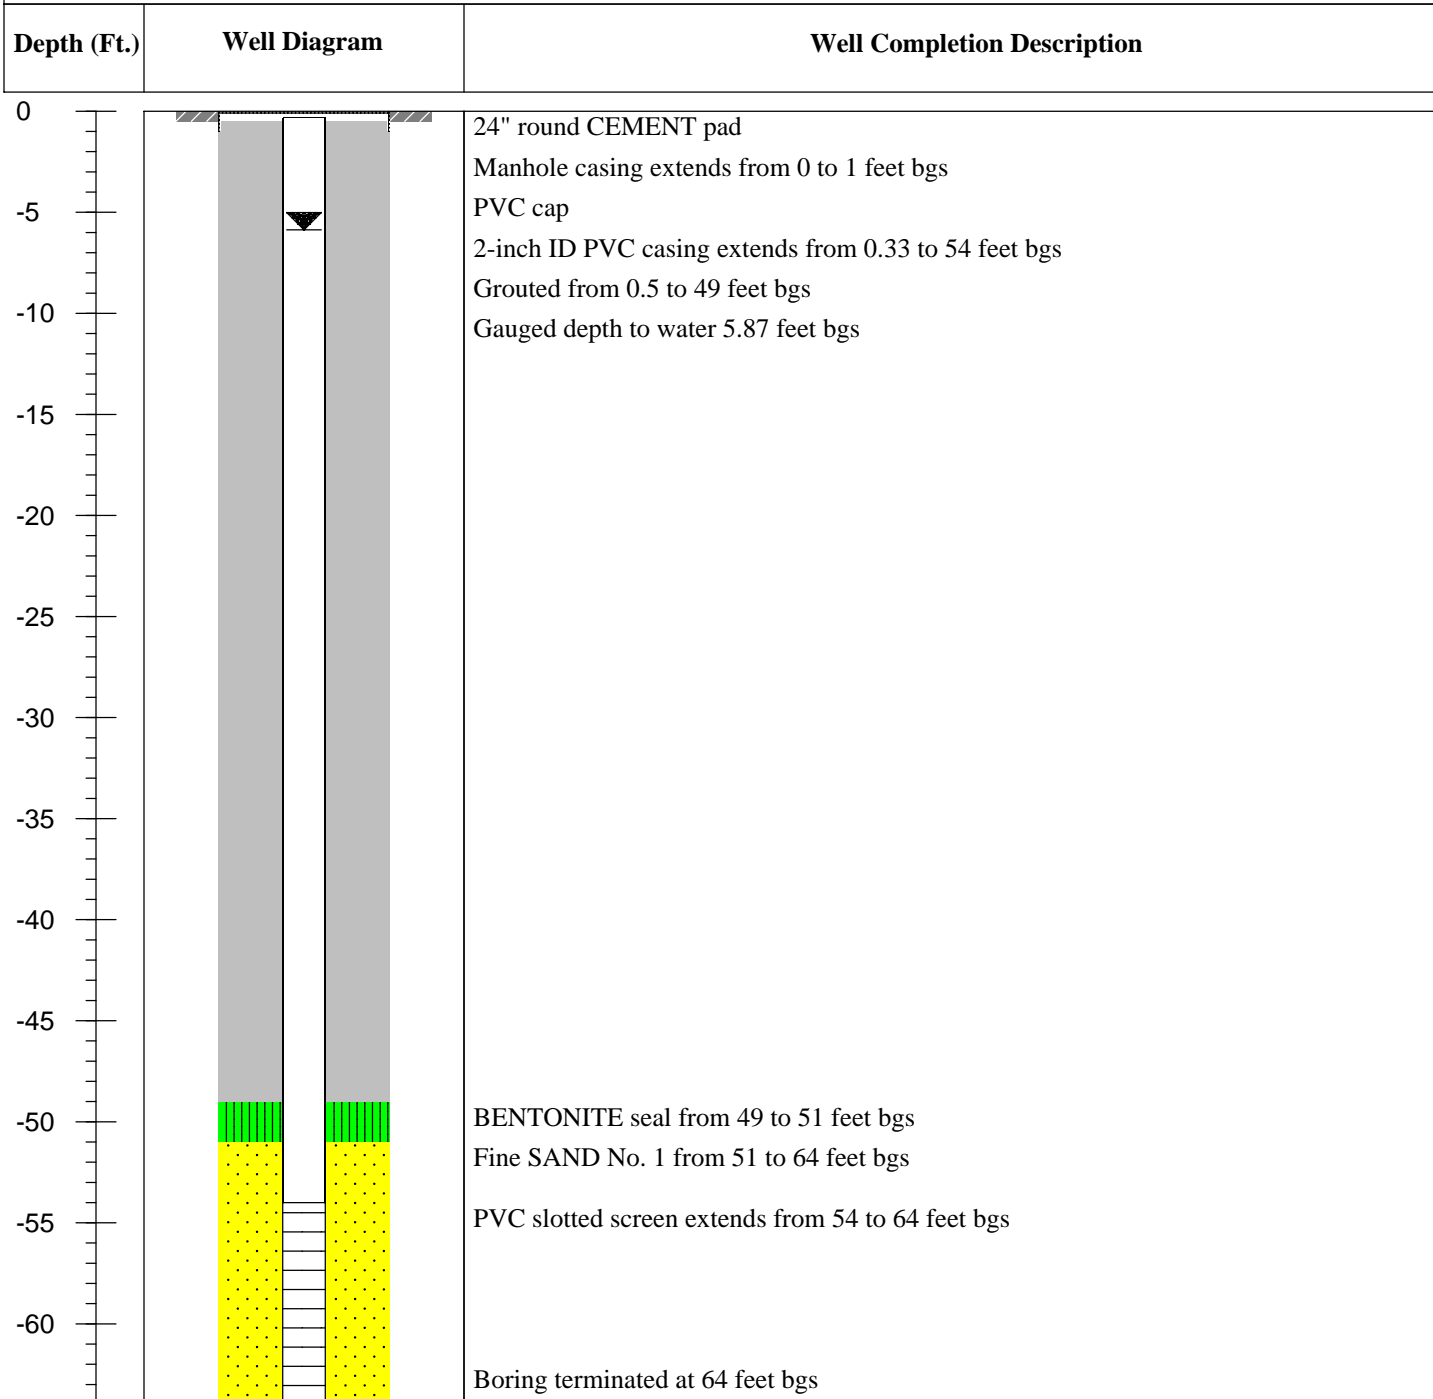 Depth (Ft.) Well Diagram Well Completion Description
0
24" round CEMENT pad
Manhole casing extends from 0 to 1 feet bgs
-5
PVC cap
2-inch ID PVC casing extends from 0.33 to 54 feet bgs
Grouted from 0.5 to 49 feet bgs
-10
Gauged depth to water 5.87 feet bgs
-15
-20
-25
-30
-35
-40
-45
-50
BENTONITE seal from 49 to 51 feet bgs
Fine SAND No. 1 from 51 to 64 feet bgs
-55
PVC slotted screen extends from 54 to 64 feet bgs
-60
Boring terminated at 64 feet bgs